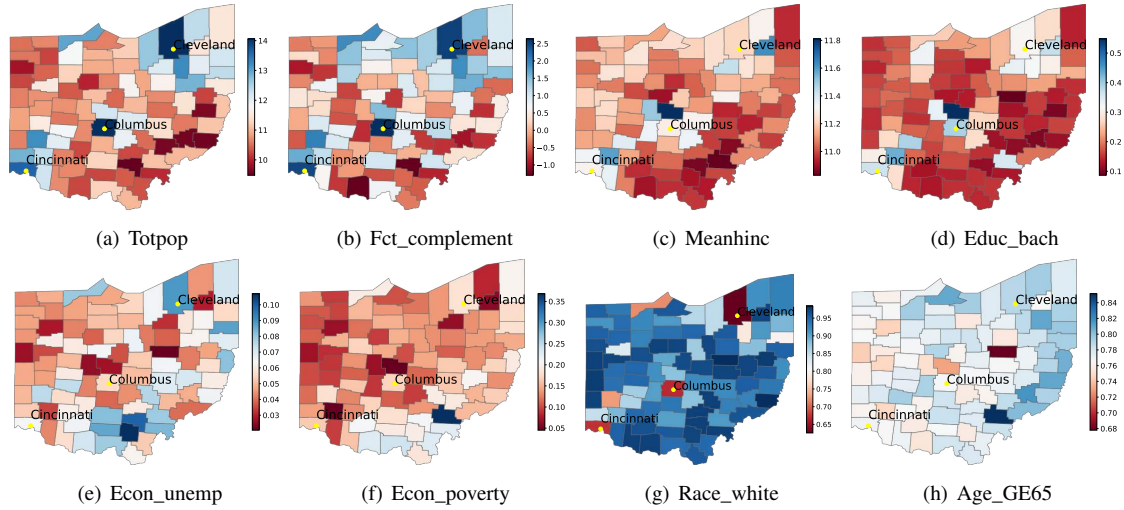 Cleveland
Columbus
Cincinnati
14
13
12
11
10
(a) Totpop
Cleveland
Columbus
Cincinnati
2.5
2.0
1.5
1.0
0.5
0.0
−0.5
−1.0
(b) Fct_complement
Cleveland
Columbus
Cincinnati
11.8
11.6
11.4
11.2
11.0
(c) Meanhinc
Cleveland
Columbus
Cincinnati
0.5
0.4
0.3
0.2
0.1
(d) Educ_bach
Cleveland
Columbus
Cincinnati
0.10
0.09
0.08
0.07
0.06
0.05
0.04
0.03
(e) Econ_unemp
Cleveland
Columbus
Cincinnati
0.35
0.30
0.25
0.20
0.15
0.10
0.05
(f) Econ_poverty
Cleveland
Columbus
Cincinnati
0.95
0.90
0.85
0.80
0.75
0.70
0.65
(g) Race_white
Cleveland
Columbus
Cincinnati
0.84
0.82
0.80
0.78
0.76
0.74
0.72
0.70
0.68
(h) Age_GE65